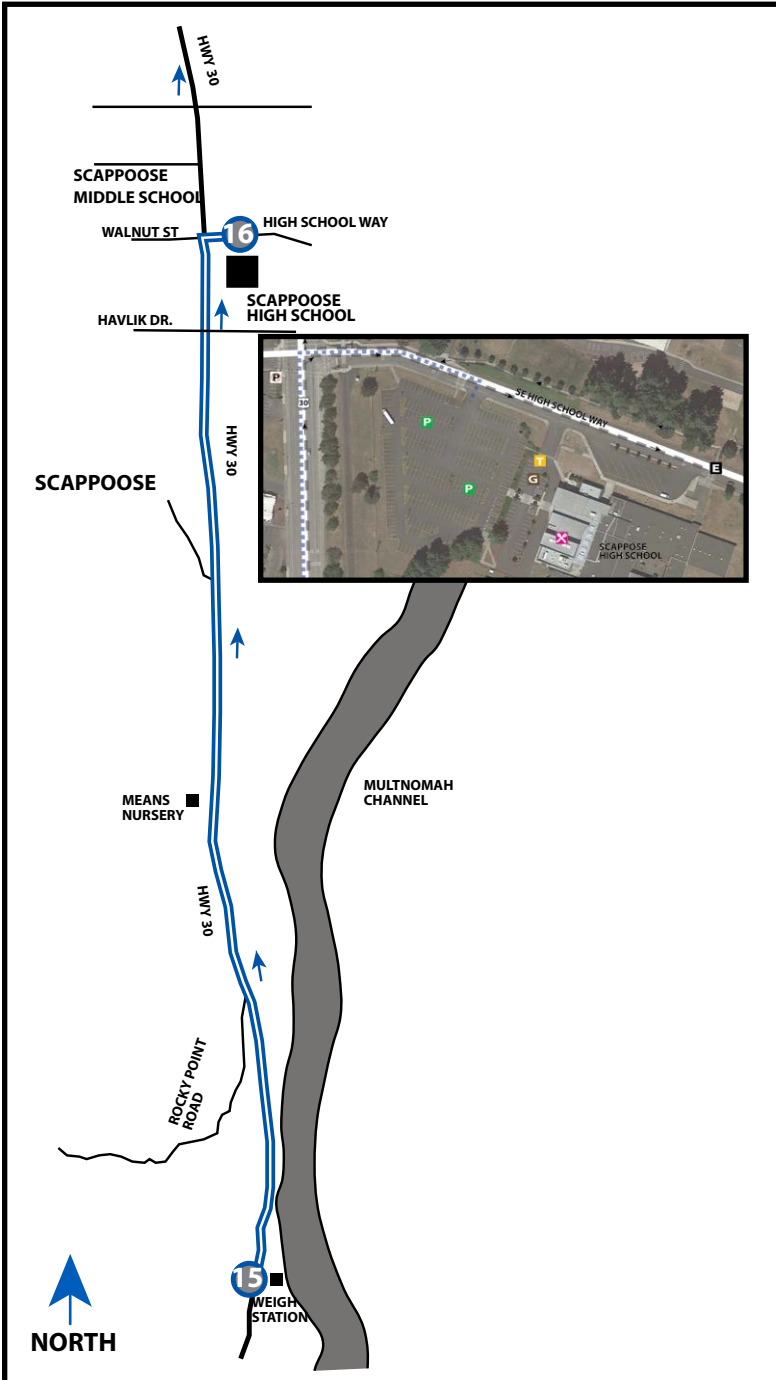 HWY 30
SCAPPOOSE
MIDDLE SCHOOL
WALNUT ST
16
HIGH SCHOOL WAY
SCAPPOOSE
HIGH SCHOOL
HAVLIK DR.
P
30
SE HIGH SCHOOL WAY
P
P
T
G
E
SCAPPOSE
HIGH SCHOOL
HWY 30
SCAPPOOSE
MEANS
NURSERY
MULTNOMAH
CHANNEL
HWY 30
ROCKY POINT
ROAD
15
WEIGH
STATION
NORTH